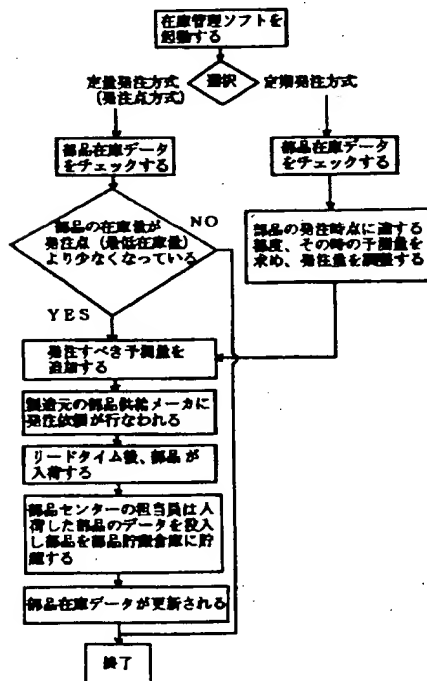 在庫管理ソフトを
起動する
定量発注方式
(発注点方式)
選択
定期発注方式
部品在庫データ
をチェックする
部品在庫データ
をチェックする
部品の在庫量が
発注点(最低在庫量)
より少なくなっている
NO
YES
部品の発注時点に達する
都度、その時の予測量を
求め、発注量を調整する
発注すべき予測量を
追加する
製造元の部品供給メーカに
発注依頼が行なわれる
リードタイム後、部品が
入荷する
部品センターの担当員は入
荷した部品のデータを投入
し部品を部品貯蔵倉庫に貯
蔵する
部品在庫データが更新される
終了